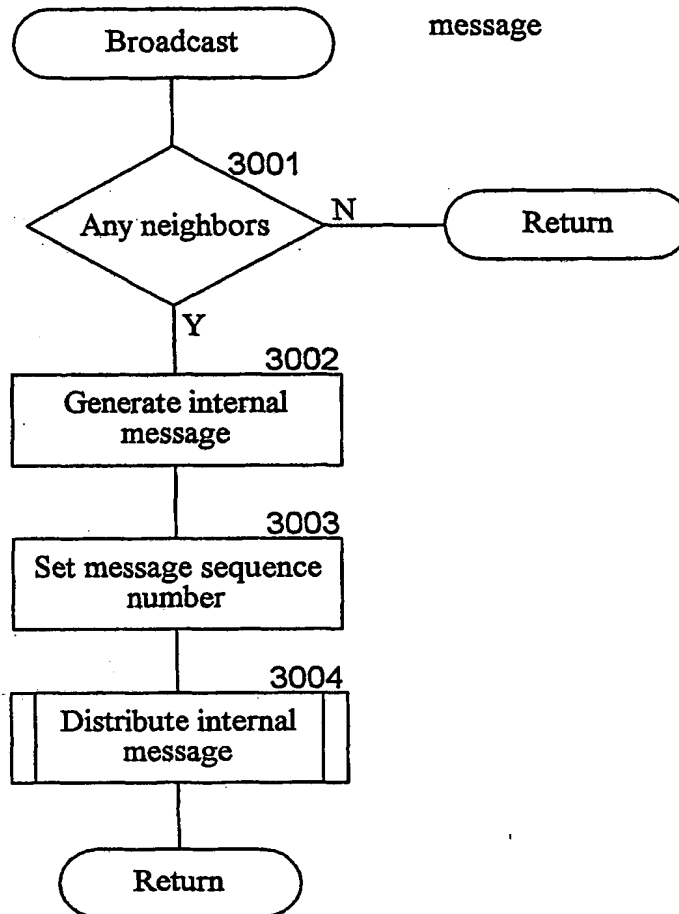 Broadcast
message
3001
Any neighbors
N
Return
Y
3002
Generate internal
message
3003
Set message sequence
number
3004
Distribute internal
message
Return